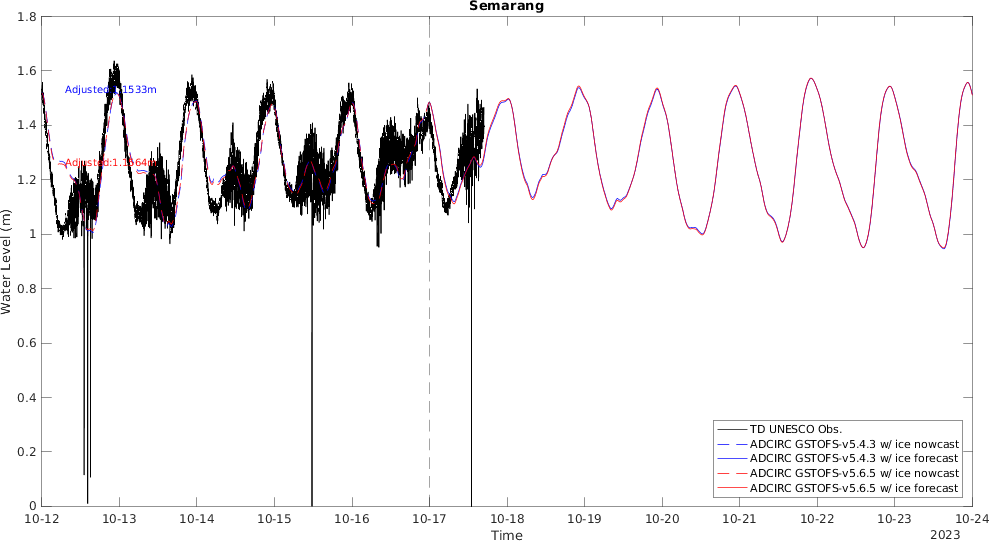 Semarang
1.8
1.6
1.4
1.2
1
0.8
0.6
0.4
0.2
0
Water Level (m)
Adjusted:1.1533m
10-12
10-13
10-14
10-15
10-16
10-17
10-18
10-19
10-20
10-21
10-22
10-23
10-24
Time
2023
TD UNESCO Obs.
ADCIRC GSTOFS-v5.4.3 w/ ice nowcast
ADCIRC GSTOFS-v5.4.3 w/ ice forecast
ADCIRC GSTOFS-v5.6.5 w/ ice nowcast
ADCIRC GSTOFS-v5.6.5 w/ ice forecast